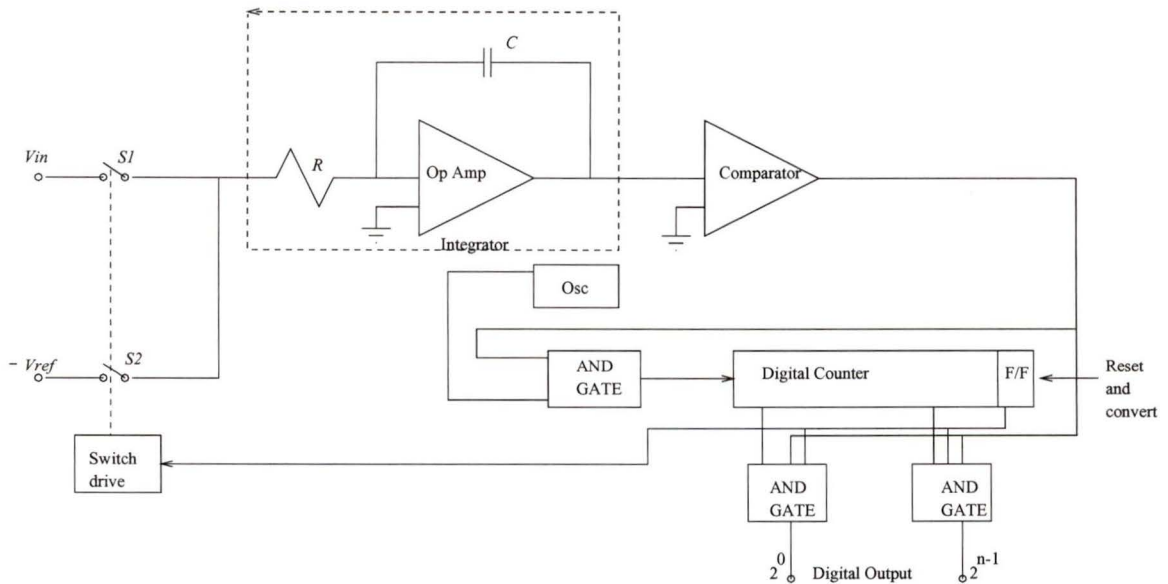 C
Vin
S1
R
Op Amp
Comparator
Integrator
Osc
– Vref
S2
AND
GATE
Digital Counter
F/F
Reset
and
convert
Switch
drive
AND
GATE
AND
GATE
2^0
Digital Output
2^n-1